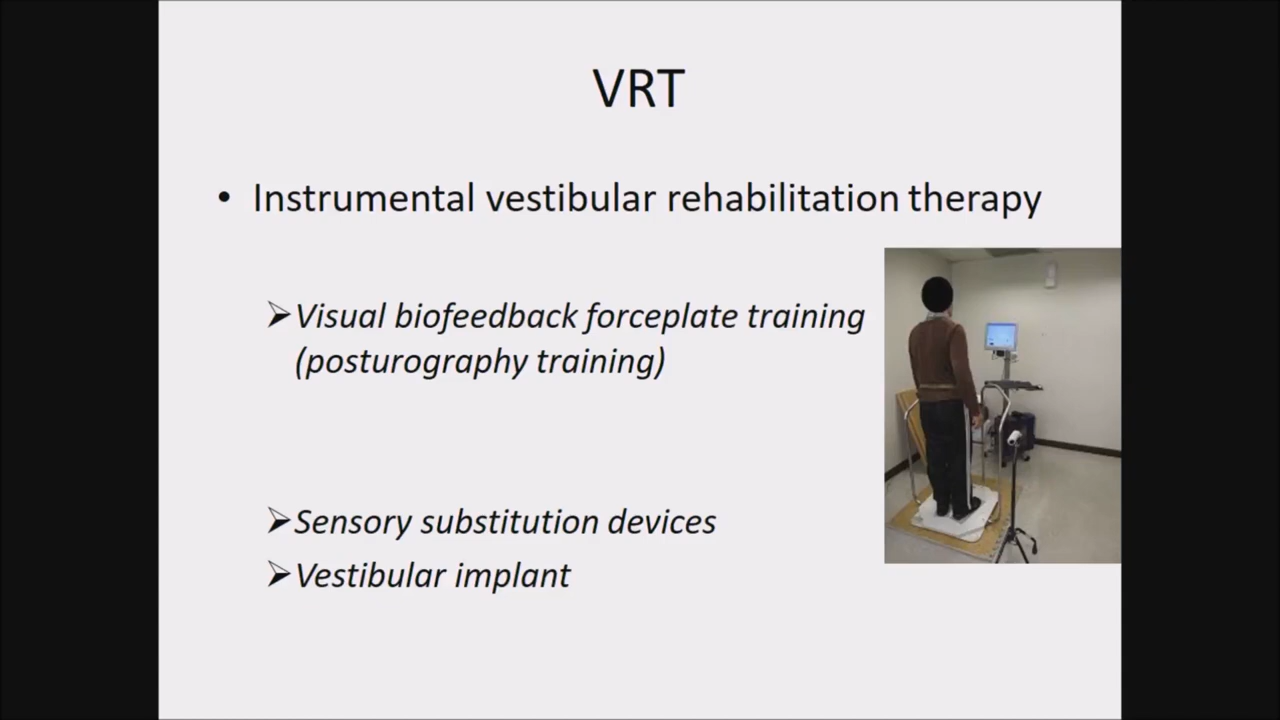 VRT
• Instrumental vestibular rehabilitation therapy
➢Visual biofeedback forceplate training
(posturography training)
➢Sensory substitution devices
➢Vestibular implant